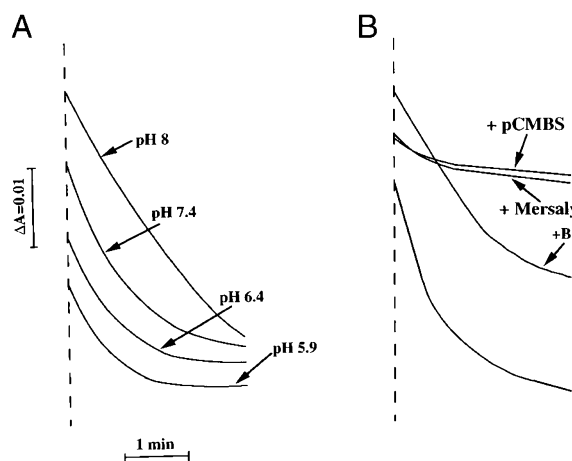 A
B
pH 8
+ pCMBS
ΔA=0.01
pH 7.4
+ Mersaly
+B
pH 6.4
pH 5.9
1 min